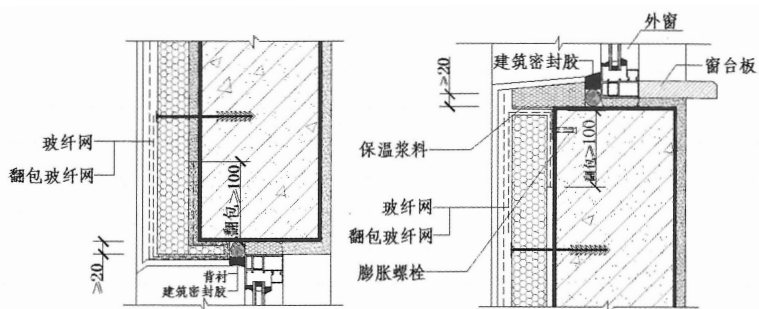 玻纤网
翻包玻纤网
翻包≥100
≥20
背衬
建筑密封胶
外窗
建筑密封胶
窗台板
≥20
保温浆料
翻包≥100
玻纤网
翻包玻纤网
膨胀螺栓